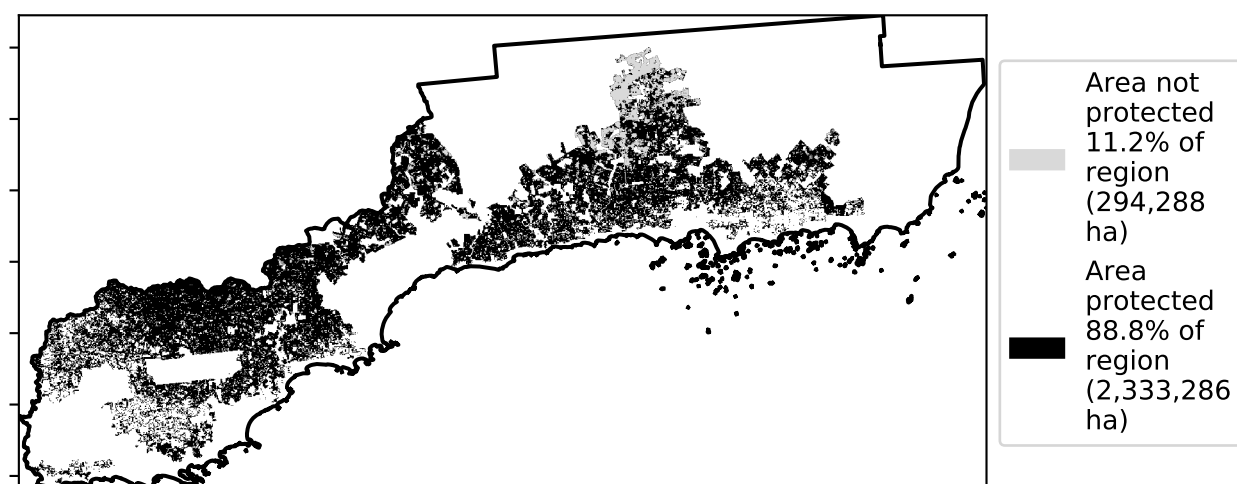 Area not
protected
11.2% of
region
(294,288
ha)
Area
protected
88.8% of
region
(2,333,286
ha)